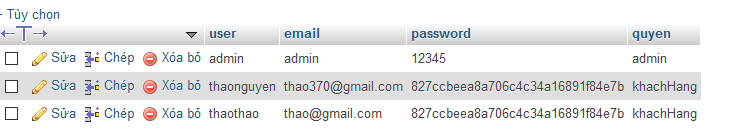 Tùy chọn
user email password quyen
Sửa Chép Xóa bỏ admin admin 12345 admin
Sửa Chép Xóa bỏ thaonguyen thao370@gmail.com 827ccbeea8a706c4c34a16891f84e7b khachHang
Sửa Chép Xóa bỏ thaothao thao@gmail.com 827ccbeea8a706c4c34a16891f84e7b khachHang